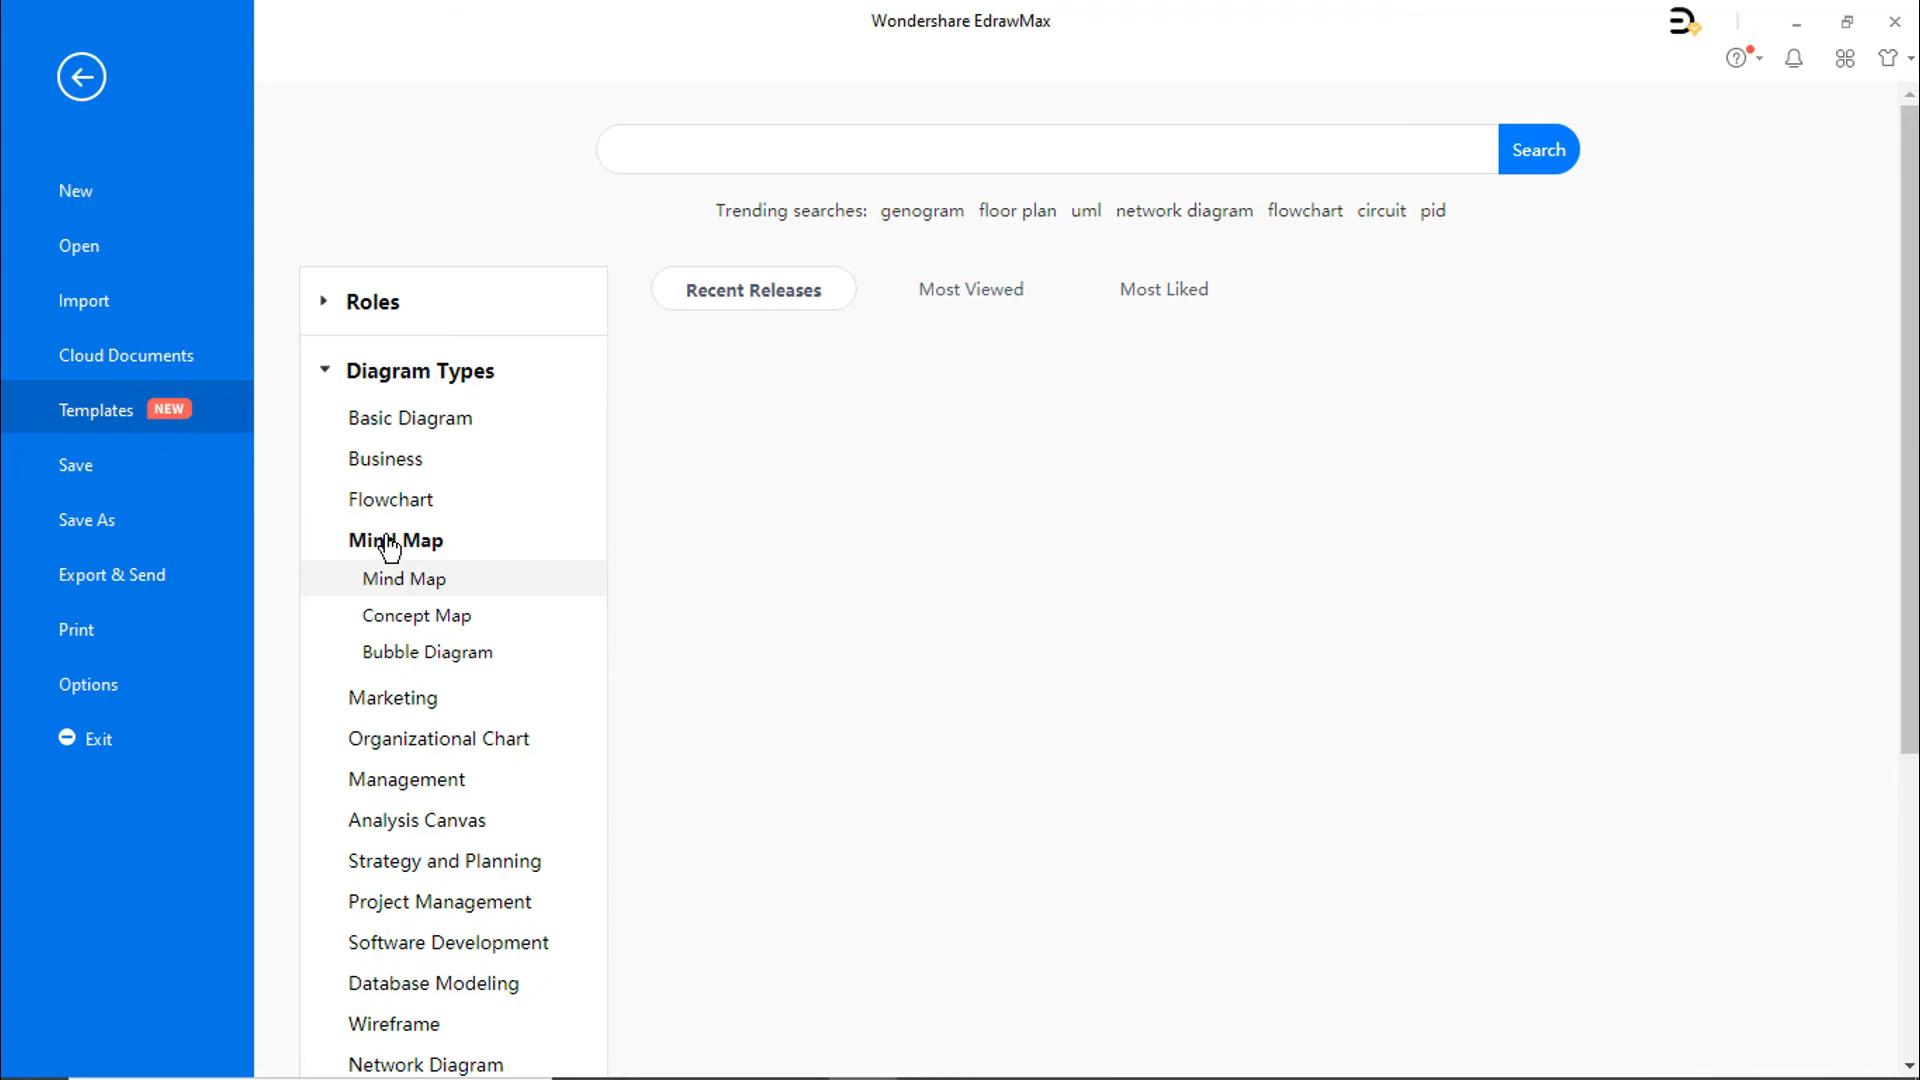 Wondershare EdrawMax
New
Open
Import
Cloud Documents
Templates NEW
Save
Save As
Export & Send
Print
Options
Exit
Search
Trending searches: genogram floor plan uml network diagram flowchart circuit pid
Recent Releases Most Viewed Most Liked
Roles
Diagram Types
Basic Diagram
Business
Flowchart
Mind Map
Mind Map
Concept Map
Bubble Diagram
Marketing
Organizational Chart
Management
Analysis Canvas
Strategy and Planning
Project Management
Software Development
Database Modeling
Wireframe
Network Diagram